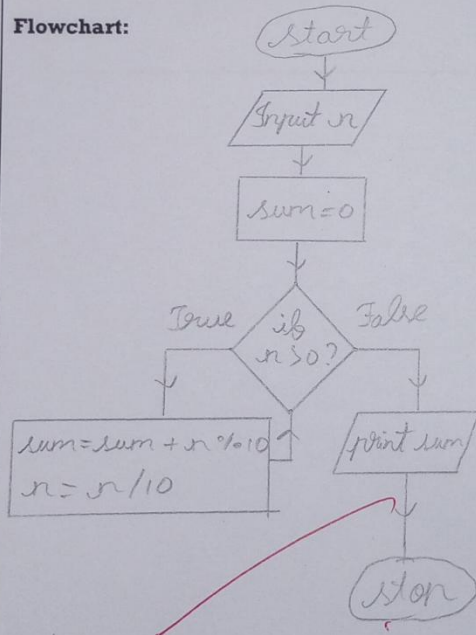 Flowchart:
start
Input n
sum=0
if
n>0?
True
False
sum=sum + n%10
n=n/10
print sum
stop